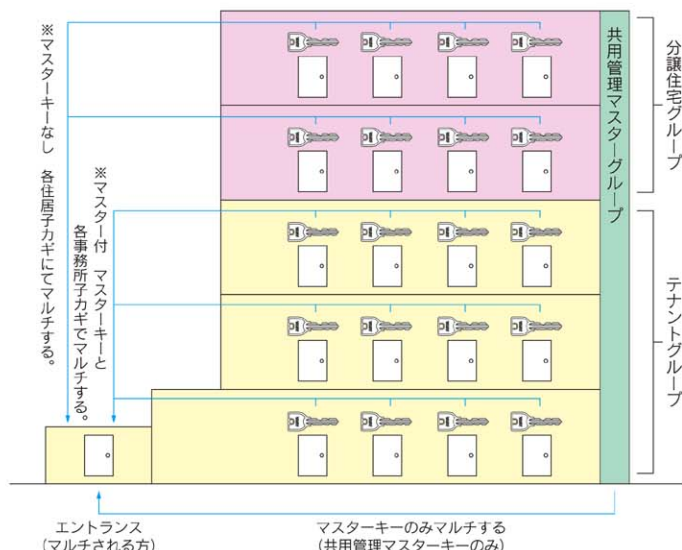 ※マスターキーなし　各住居子カギにてマルチする。
※マスター付　マスターキーと
各事務所子カギでマルチする。
共用管理マスターグループ
分譲住宅グループ
テナントグループ
エントランス
(マルチされる方)
マスターキーのみマルチする
(共用管理マスターキーのみ)